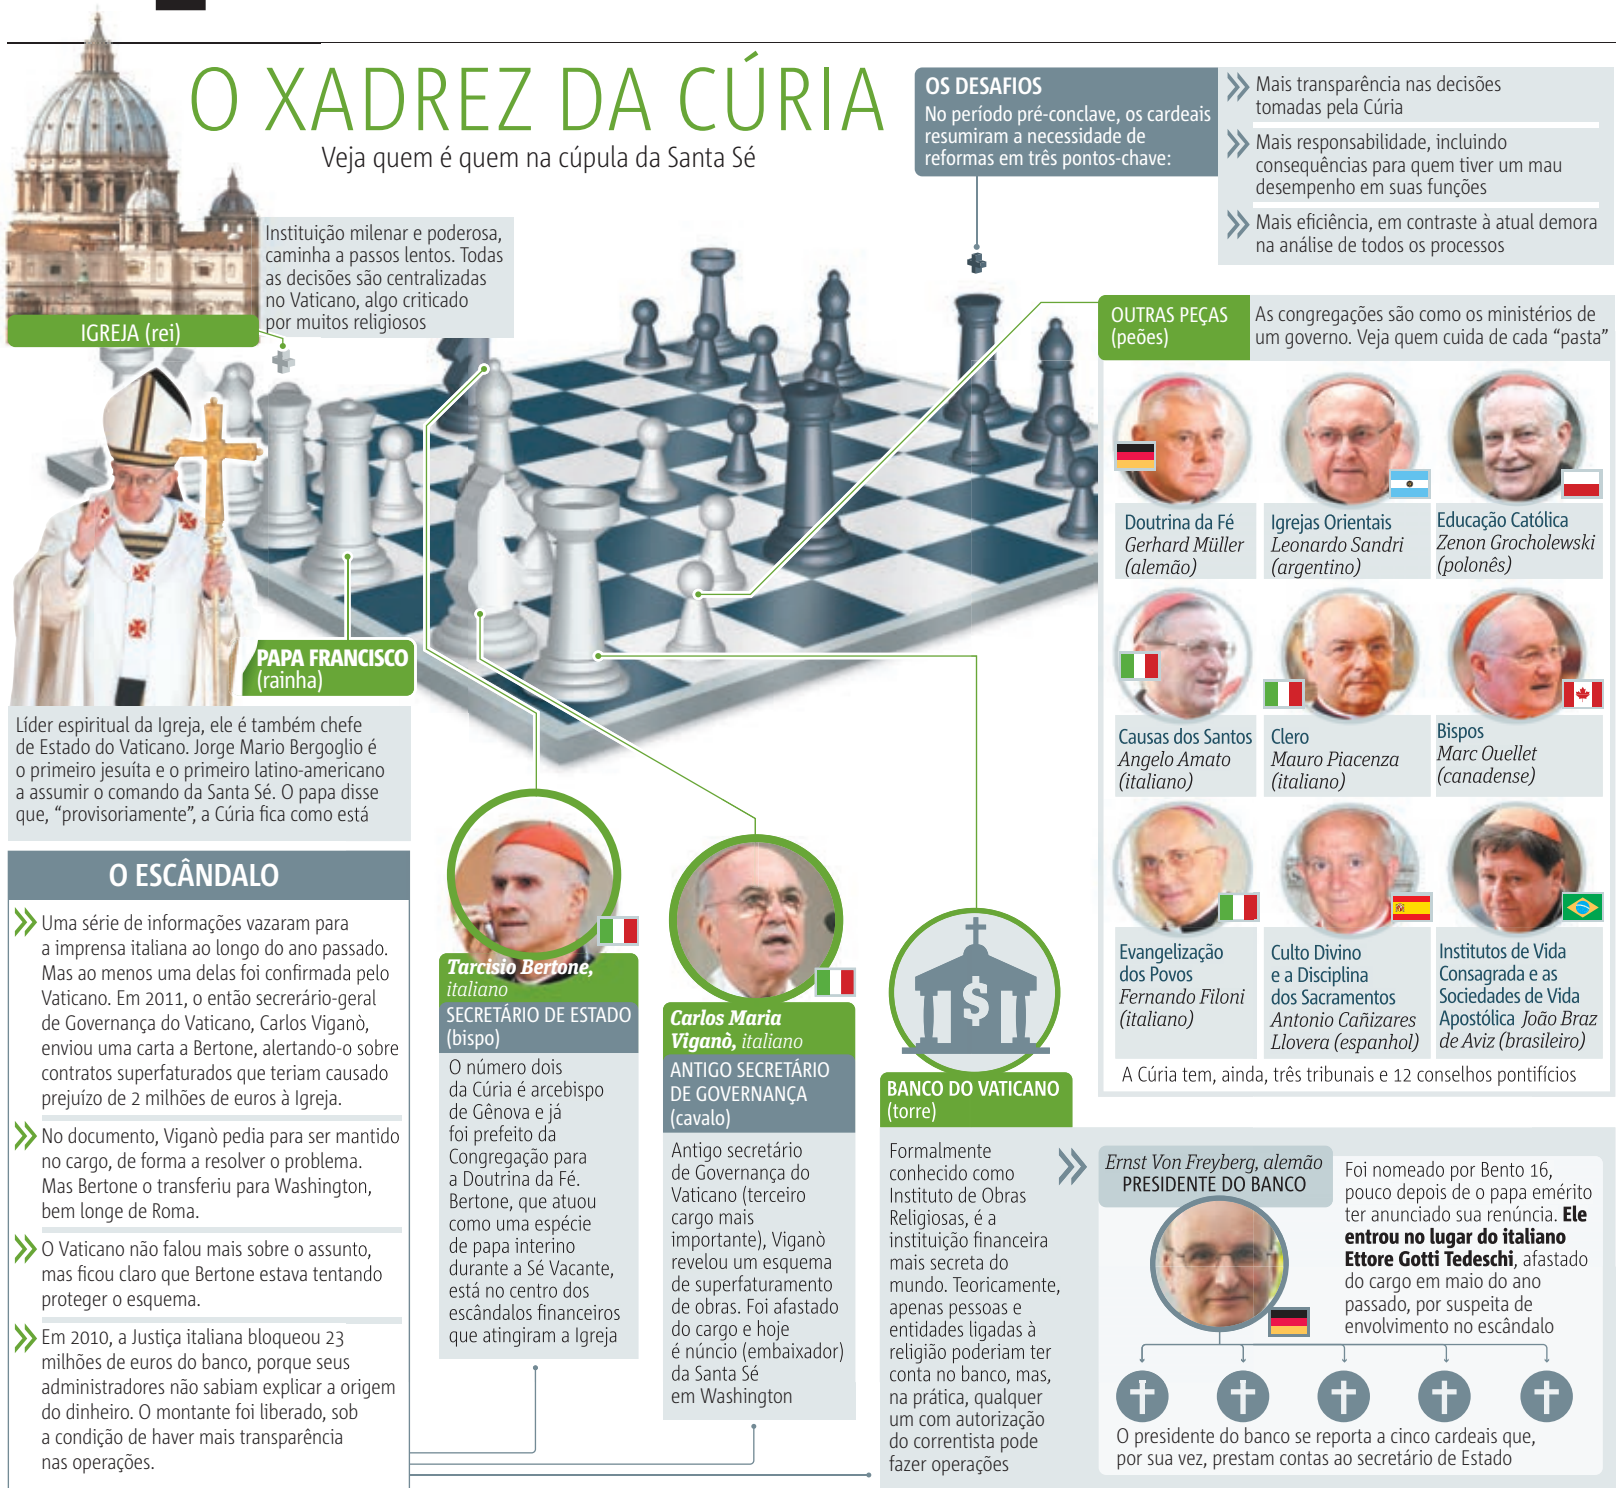 O XADREZ DA CÚRIA
Veja quem é quem na cúpula da Santa Sé
OS DESAFIOS
No período pré-conclave, os cardeais
resumiram a necessidade de
reformas em três pontos-chave:
Mais transparência nas decisões
tomadas pela Cúria
Mais responsabilidade, incluindo
consequências para quem tiver um mau
desempenho em suas funções
Mais eficiência, em contraste à atual demora
na análise de todos os processos
Instituição milenar e poderosa,
caminha a passos lentos. Todas
as decisões são centralizadas
no Vaticano, algo criticado
por muitos religiosos
IGREJA (rei)
PAPA FRANCISCO
(rainha)
Líder espiritual da Igreja, ele é também chefe
de Estado do Vaticano. Jorge Mario Bergoglio é
o primeiro jesuíta e o primeiro latino-americano
a assumir o comando da Santa Sé. O papa disse
que, “provisoriamente”, a Cúria fica como está
OUTRAS PEÇAS
(peões)
As congregações são como os ministérios de
um governo. Veja quem cuida de cada “pasta”
Doutrina da Fé
Gerhard Müller
(alemão)
Igrejas Orientais
Leonardo Sandri
(argentino)
Educação Católica
Zenon Grocholewski
(polonês)
Causas dos Santos
Angelo Amato
(italiano)
Clero
Mauro Piacenza
(italiano)
Bispos
Marc Ouellet
(canadense)
Evangelização
dos Povos
Fernando Filoni
(italiano)
Culto Divino
e a Disciplina
dos Sacramentos
Antonio Cañizares
Llovera (espanhol)
Institutos de Vida
Consagrada e as
Sociedades de Vida
Apostólica João Braz
de Aviz (brasileiro)
A Cúria tem, ainda, três tribunais e 12 conselhos pontifícios
O ESCÂNDALO
Uma série de informações vazaram para
a imprensa italiana ao longo do ano passado.
Mas ao menos uma delas foi confirmada pelo
Vaticano. Em 2011, o então secrerário-geral
de Governança do Vaticano, Carlos Viganò,
enviou uma carta a Bertone, alertando-o sobre
contratos superfaturados que teriam causado
prejuízo de 2 milhões de euros à Igreja.
No documento, Viganò pedia para ser mantido
no cargo, de forma a resolver o problema.
Mas Bertone o transferiu para Washington,
bem longe de Roma.
O Vaticano não falou mais sobre o assunto,
mas ficou claro que Bertone estava tentando
proteger o esquema.
Em 2010, a Justiça italiana bloqueou 23
milhões de euros do banco, porque seus
administradores não sabiam explicar a origem
do dinheiro. O montante foi liberado, sob
a condição de haver mais transparência
nas operações.
Tarcisio Bertone,
italiano
SECRETÁRIO DE ESTADO
(bispo)
O número dois
da Cúria é arcebispo
de Gênova e já
foi prefeito da
Congregação para
a Doutrina da Fé.
Bertone, que atuou
como uma espécie
de papa interino
durante a Sé Vacante,
está no centro dos
escândalos financeiros
que atingiram a Igreja
Carlos Maria
Viganò, italiano
ANTIGO SECRETÁRIO
DE GOVERNANÇA
(cavalo)
Antigo secretário
de Governança do
Vaticano (terceiro
cargo mais
importante), Viganò
revelou um esquema
de superfaturamento
de obras. Foi afastado
do cargo e hoje
é núncio (embaixador)
da Santa Sé
em Washington
$
BANCO DO VATICANO
(torre)
Formalmente
conhecido como
Instituto de Obras
Religiosas, é a
instituição financeira
mais secreta do
mundo. Teoricamente,
apenas pessoas e
entidades ligadas à
religião poderiam ter
conta no banco, mas,
na prática, qualquer
um com autorização
do correntista pode
fazer operações
Ernst Von Freyberg, alemão
PRESIDENTE DO BANCO
Foi nomeado por Bento 16,
pouco depois de o papa emérito
ter anunciado sua renúncia. Ele
entrou no lugar do italiano
Ettore Gotti Tedeschi, afastado
do cargo em maio do ano
passado, por suspeita de
envolvimento no escândalo
O presidente do banco se reporta a cinco cardeais que,
por sua vez, prestam contas ao secretário de Estado